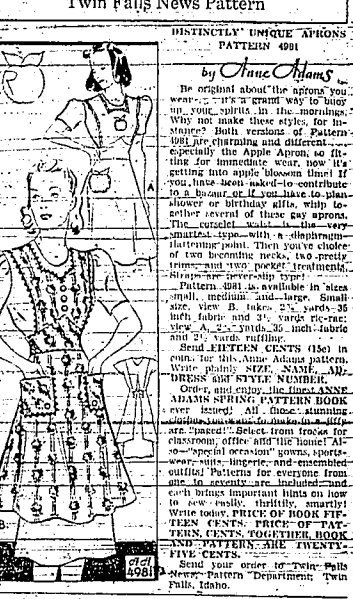 Twin Falls News Pattern
DISTINCTLY UNIQUE APRONS
PATTERN 4981
by Anne Adams
Be original about the aprons you
wear. It's a grand way to buoy
up your spirits in the mornings.
Why not make these styles, for in-
stance? Both versions of Pattern
4981 are charming and different
especially the Apple Apron, so fit-
ting for immediate wear, now it's
getting into apple blossom time! If
you have been asked to contribute
to a bazaar or if you have to plan
shower or birthday gifts, whip to-
gether several of these gay aprons.
The corselet waist is the very
smartest type with a diaphragm-
flattening point. Then you've choice
of two becoming necks, two pretty
trims, and two pocket treatments.
Straps are never-slip type!
Pattern 4981 is available in sizes
small, medium and large. Small
size, view B, takes yards 36
inch fabric and yards ric-rac;
view A, yards 35 inch fabric
and yards ruffling.
Send FIFTEEN CENTS (15c) in
coin for this Anne Adams pattern.
Write plainly SIZE, NAME, AD-
DRESS and STYLE NUMBER.
Order, and enjoy, the finest ANNE
ADAMS SPRING PATTERN BOOK
ever issued! All those stunning
clothes you want to make in a jiffy
are "paged"! Select from frocks for
classroom, office and the home! Al-
so "special occasion" gowns, sports-
wear, suits, lingerie, and ensembled
outfits! Patterns for everyone from
one to seventy are included and
each brings important hints on how
to sew easily, thriftily, smartly!
Write today. PRICE OF BOOK FIF-
TEEN CENTS. PRICE OF PAT-
TERN, CENTS. TOGETHER, BOOK
AND PATTERN ARE TWENTY-
FIVE CENTS.
Send your order to Twin Falls
News, Pattern Department, Twin
Falls, Idaho.
A
B
AA
4981